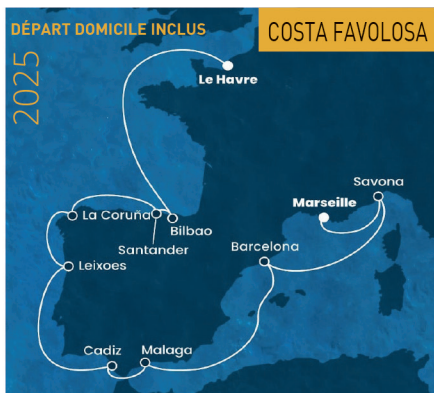 DÉPART DOMICILE INCLUS
COSTA FAVOLOSA
2025
Le Havre
Savona
Marseille
La Coruña
Santander
Bilbao
Barcelona
Leixoes
Cadiz
Malaga